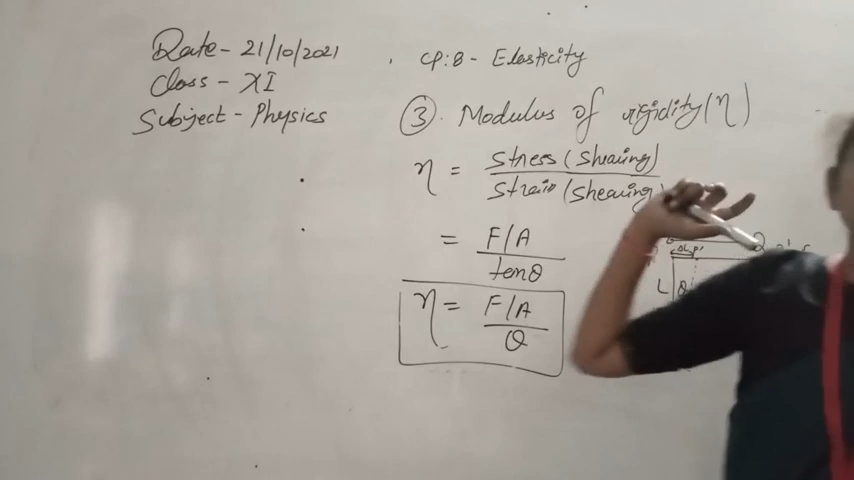 Date - 21/10/2021
Class - XI
Subject - Physics
CP:8 - Elasticity
③. Modulus of rigidity (η)
η = Stress (Shearing)
Strain (Shearing)
= F/A
tanθ
η = F/A
θ
L θ